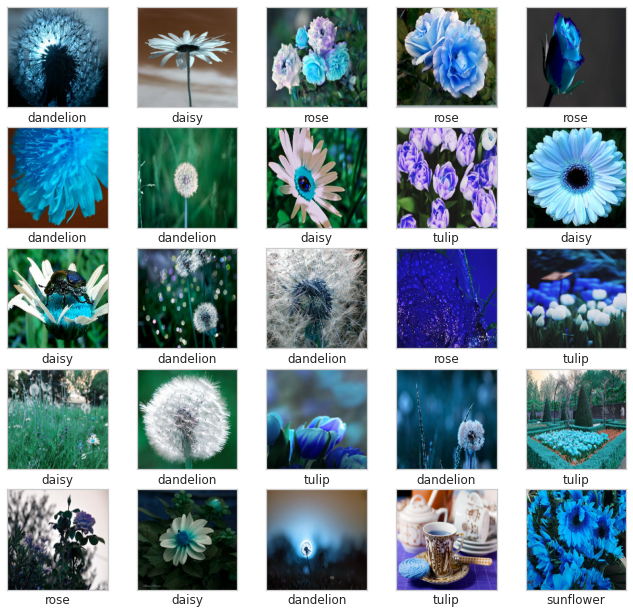 dandelion daisy rose rose rose
dandelion dandelion daisy tulip daisy
daisy dandelion dandelion rose tulip
daisy dandelion tulip dandelion tulip
rose daisy dandelion tulip sunflower